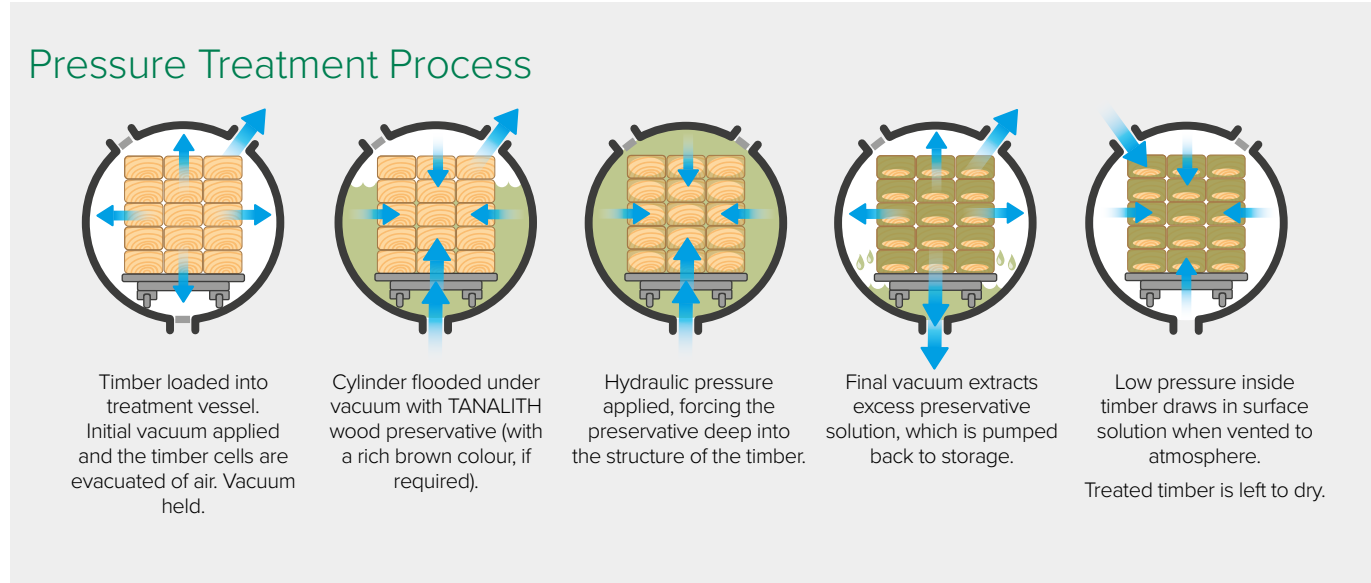 Pressure Treatment Process
Timber loaded into
treatment vessel.
Initial vacuum applied
and the timber cells are
evacuated of air. Vacuum
held.
Cylinder flooded under
vacuum with TANALITH
wood preservative (with
a rich brown colour, if
required).
Hydraulic pressure
applied, forcing the
preservative deep into
the structure of the timber.
Final vacuum extracts
excess preservative
solution, which is pumped
back to storage.
Low pressure inside
timber draws in surface
solution when vented to
atmosphere.
Treated timber is left to dry.